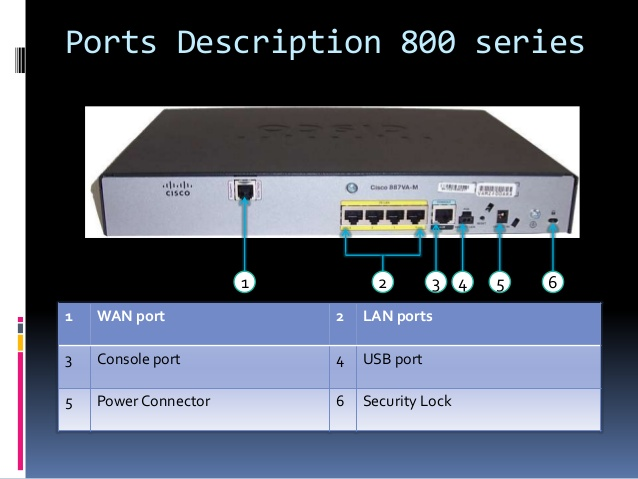 Ports Description 800 series
CISCO
Cisco 887VA-M
1 2 3 4 5 6
1 WAN port 2 LAN ports
3 Console port 4 USB port
5 Power Connector 6 Security Lock